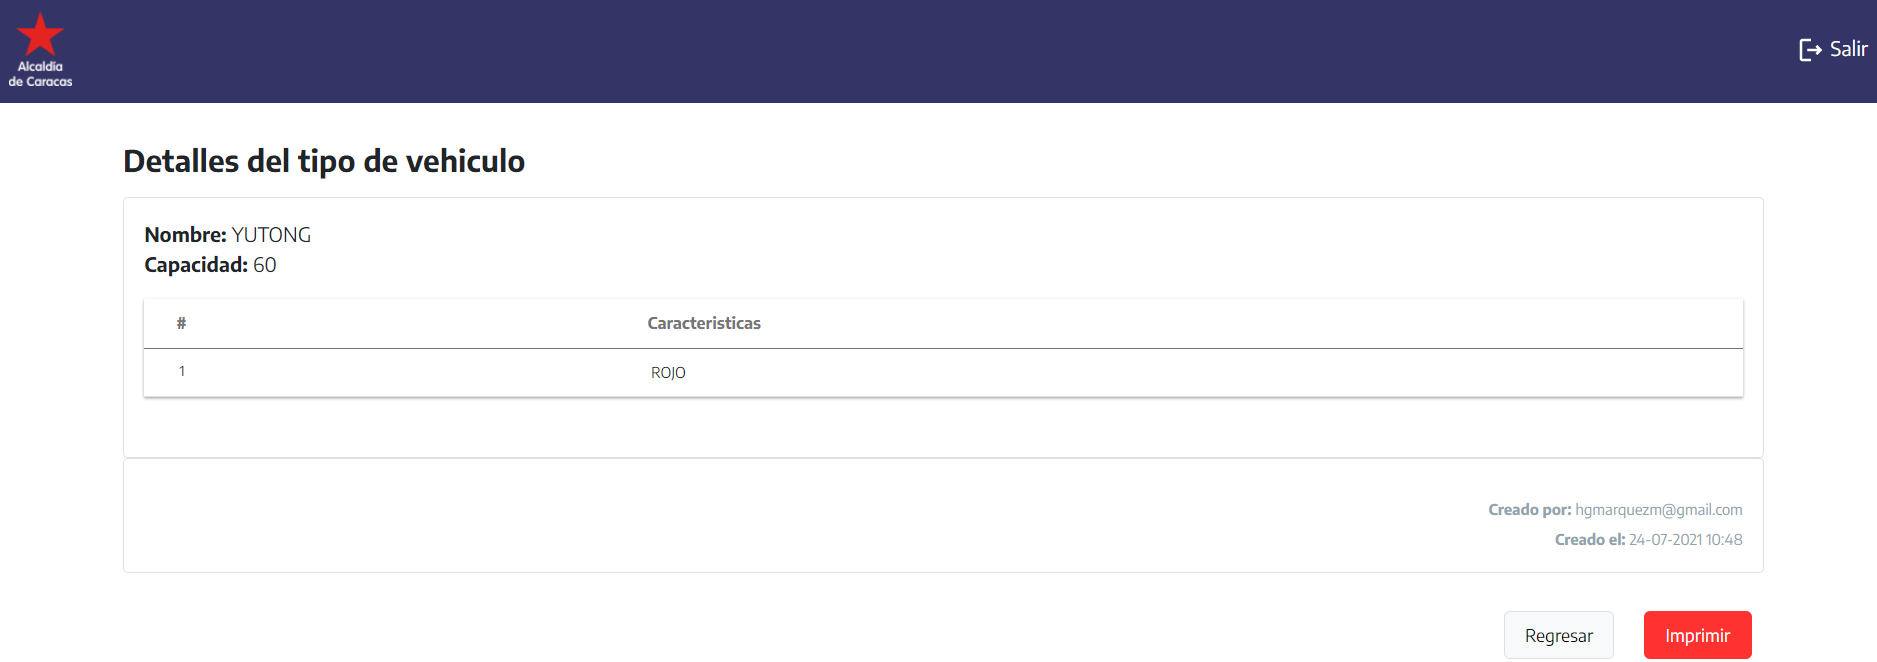 Alcaldía
de Caracas
Salir
Detalles del tipo de vehiculo
Nombre: YUTONG
Capacidad: 60
# Caracteristicas
1 ROJO
Creado por: hgmarquezm@gmail.com
Creado el: 24-07-2021 10:48
Regresar Imprimir